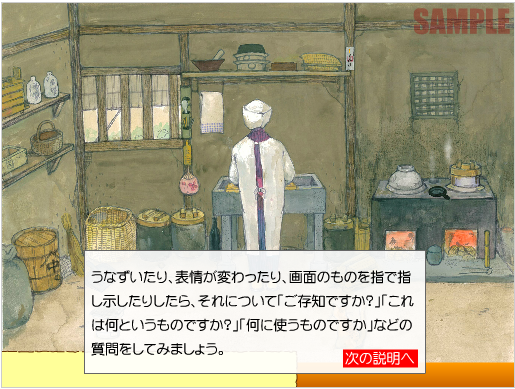 SAMPLE
うなずいたり、表情が変わったり、画面のものを指で指
し示したりしたら、それについて「ご存知ですか?」「これ
は何というものですか?」「何に使うものですか」などの
質問をしてみましょう。
次の説明へ